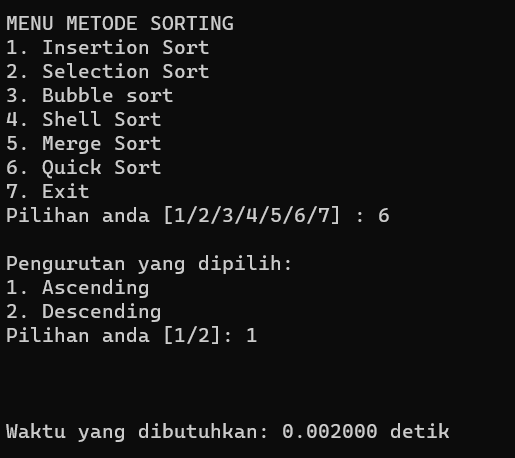 MENU METODE SORTING
1. Insertion Sort
2. Selection Sort
3. Bubble sort
4. Shell Sort
5. Merge Sort
6. Quick Sort
7. Exit
Pilihan anda [1/2/3/4/5/6/7] : 6
Pengurutan yang dipilih:
1. Ascending
2. Descending
Pilihan anda [1/2]: 1
Waktu yang dibutuhkan: 0.002000 detik